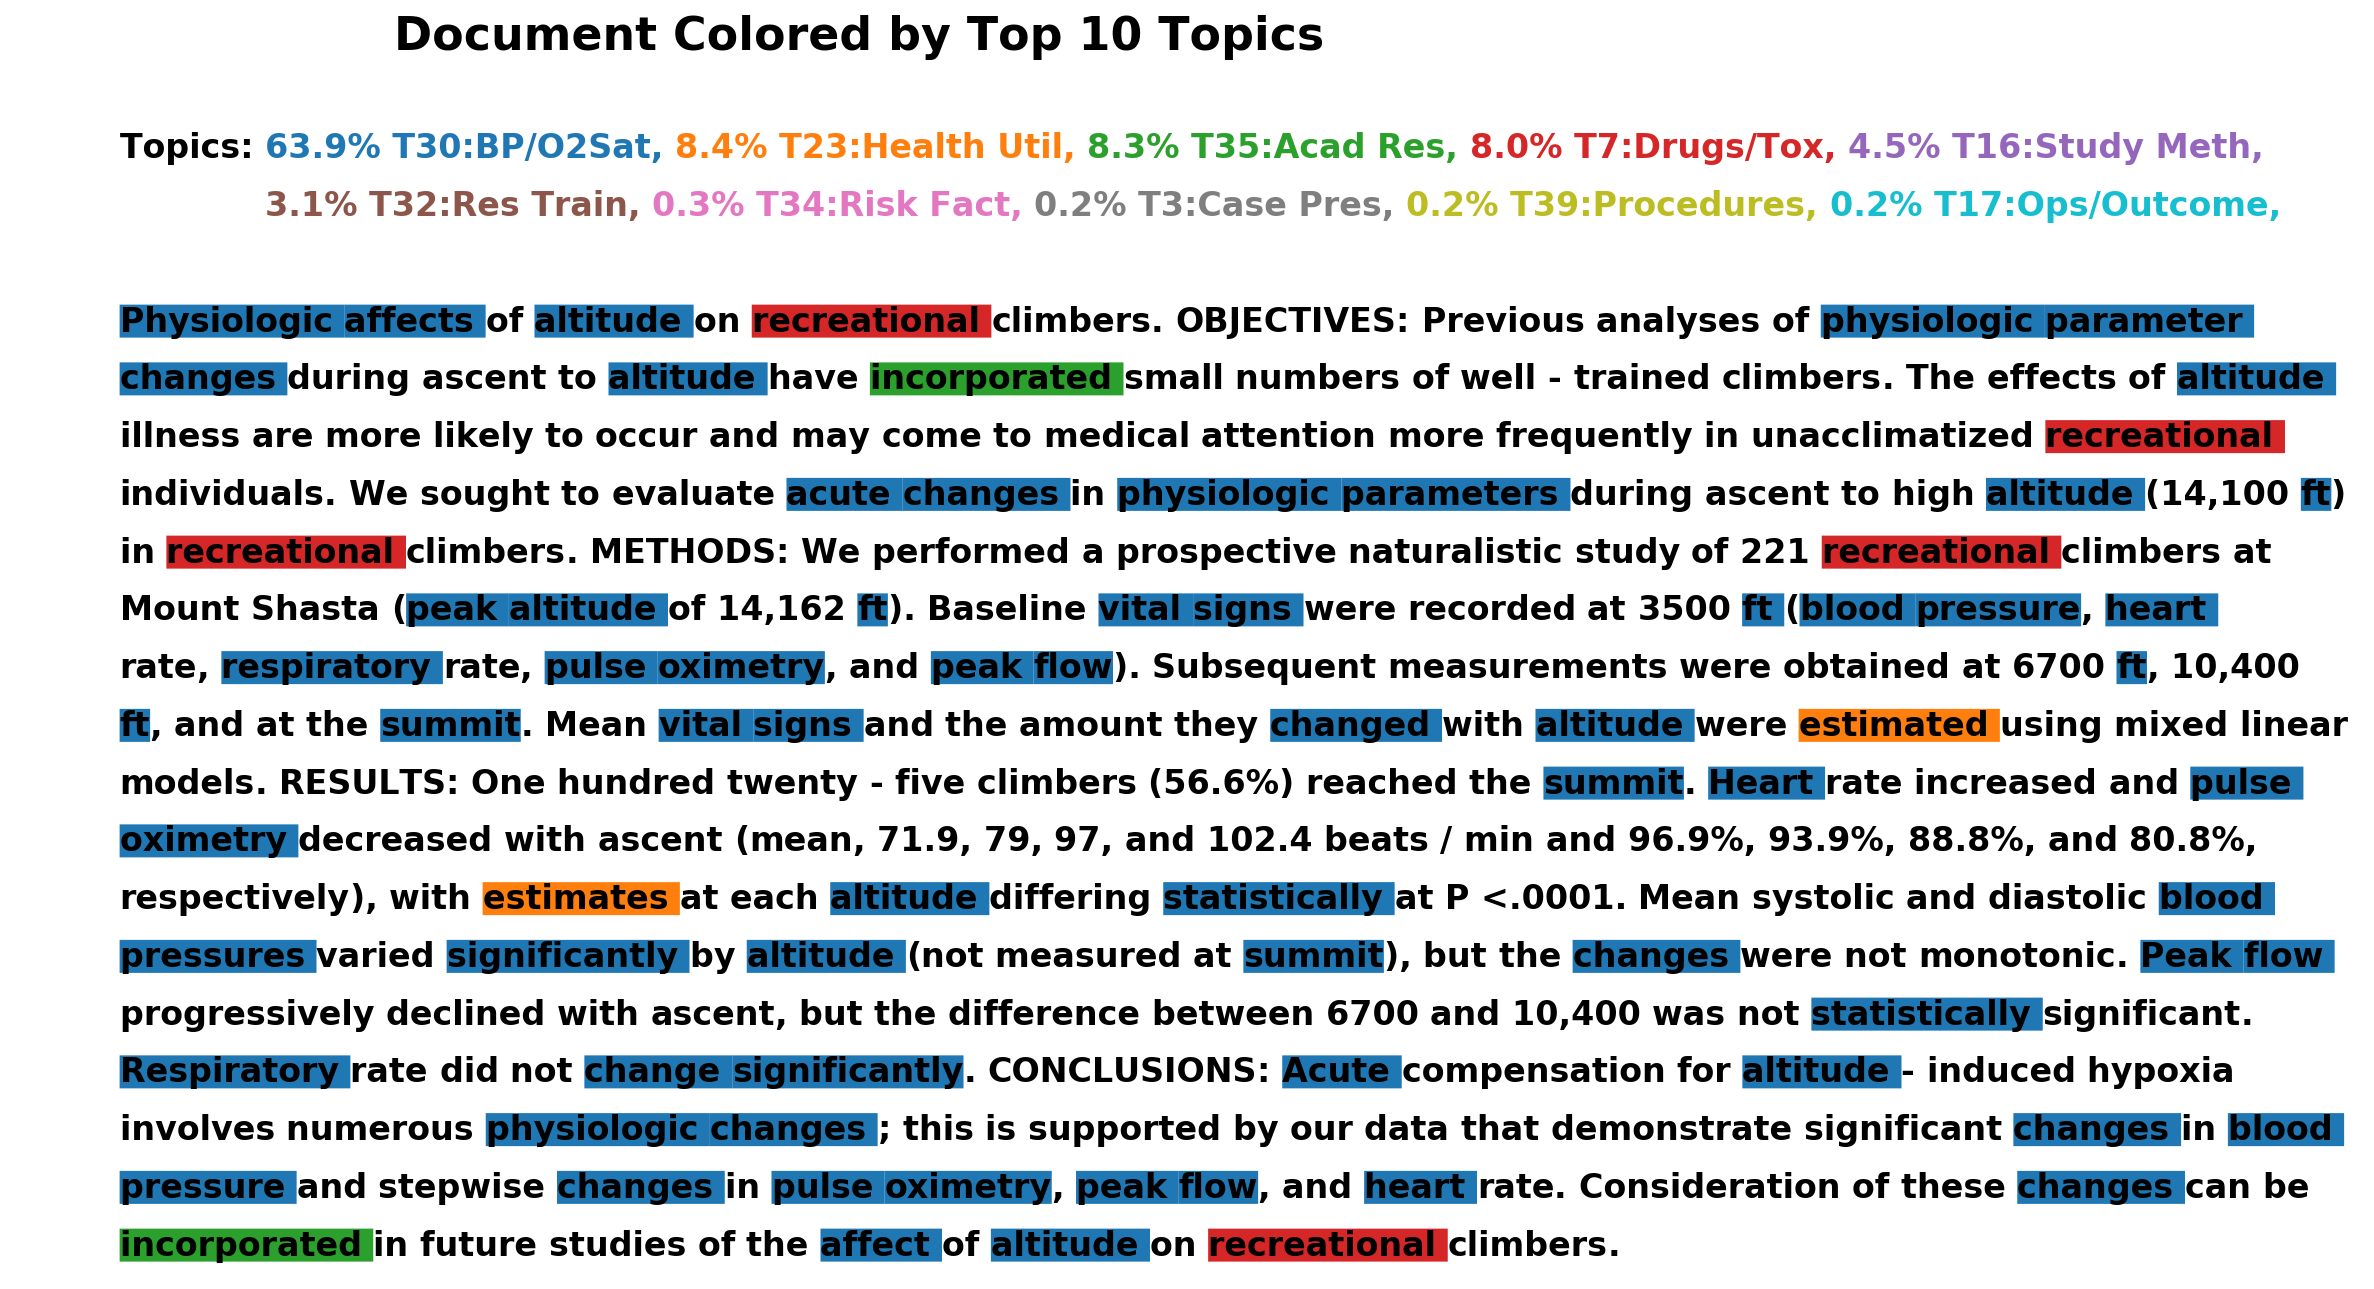 Document Colored by Top 10 Topics
Topics: 63.9% T30:BP/O2Sat, 8.4% T23:Health Util, 8.3% T35:Acad Res, 8.0% T7:Drugs/Tox, 4.5% T16:Study Meth,
3.1% T32:Res Train, 0.3% T34:Risk Fact, 0.2% T3:Case Pres, 0.2% T39:Procedures, 0.2% T17:Ops/Outcome,
Physiologic affects of altitude on recreational climbers. OBJECTIVES: Previous analyses of physiologic parameter
changes during ascent to altitude have incorporated small numbers of well - trained climbers. The effects of altitude
illness are more likely to occur and may come to medical attention more frequently in unacclimatized recreational
individuals. We sought to evaluate acute changes in physiologic parameters during ascent to high altitude (14,100 ft)
in recreational climbers. METHODS: We performed a prospective naturalistic study of 221 recreational climbers at
Mount Shasta (peak altitude of 14,162 ft). Baseline vital signs were recorded at 3500 ft (blood pressure, heart
rate, respiratory rate, pulse oximetry, and peak flow). Subsequent measurements were obtained at 6700 ft, 10,400
ft, and at the summit. Mean vital signs and the amount they changed with altitude were estimated using mixed linear
models. RESULTS: One hundred twenty - five climbers (56.6%) reached the summit. Heart rate increased and pulse
oximetry decreased with ascent (mean, 71.9, 79, 97, and 102.4 beats / min and 96.9%, 93.9%, 88.8%, and 80.8%,
respectively), with estimates at each altitude differing statistically at P <.0001. Mean systolic and diastolic blood
pressures varied significantly by altitude (not measured at summit), but the changes were not monotonic. Peak flow
progressively declined with ascent, but the difference between 6700 and 10,400 was not statistically significant.
Respiratory rate did not change significantly. CONCLUSIONS: Acute compensation for altitude - induced hypoxia
involves numerous physiologic changes ; this is supported by our data that demonstrate significant changes in blood
pressure and stepwise changes in pulse oximetry, peak flow, and heart rate. Consideration of these changes can be
incorporated in future studies of the affect of altitude on recreational climbers.